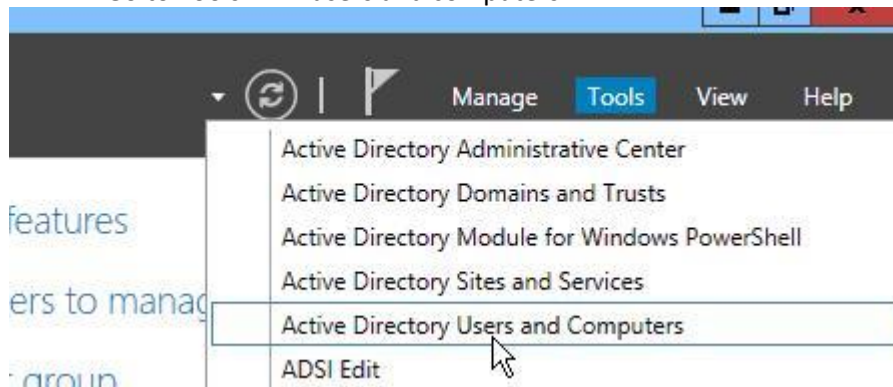 Manage Tools View Help
Active Directory Administrative Center
Active Directory Domains and Trusts
features
Active Directory Module for Windows PowerShell
Active Directory Sites and Services
ers to manag
Active Directory Users and Computers
ADSI Edit
group